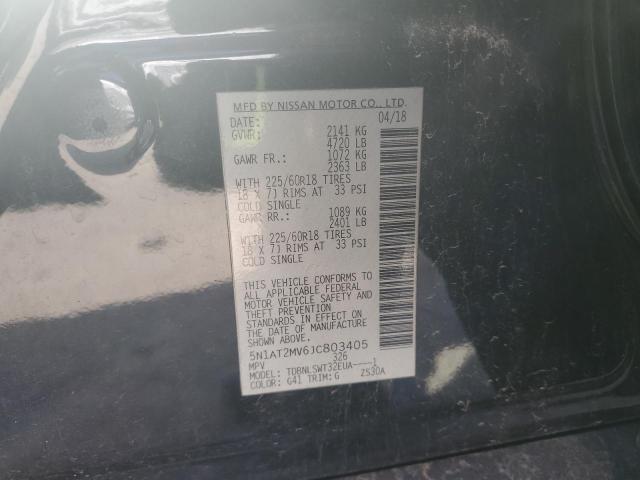 MFD BY NISSAN MOTOR CO., LTD.
DATE: 04/18
GVWR: 2141 KG
4720 LB
GAWR FR.: 1072 KG
2363 LB
WITH 225/60R18 TIRES
18 X 7J RIMS AT 33 PSI
COLD SINGLE
GAWR RR.: 1089 KG
2401 LB
WITH 225/60R18 TIRES
18 X 7J RIMS AT 33 PSI
COLD SINGLE
THIS VEHICLE CONFORMS TO
ALL APPLICABLE FEDERAL
MOTOR VEHICLE SAFETY AND
THEFT PREVENTION
STANDARDS IN EFFECT ON
THE DATE OF MANUFACTURE
5N1AT2MV6JC803405
MPV 326
MODEL: TDBNLSWT32EUA----1
COLOR: G41 TRIM:G ZS30A